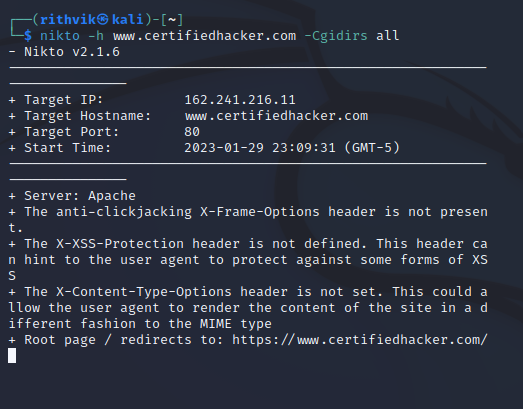 ┌──(rithvik㉿kali)-[~]
└─$ nikto -h www.certifiedhacker.com -Cgidirs all
- Nikto v2.1.6
---------------------------------------------------------------------------
+ Target IP:          162.241.216.11
+ Target Hostname:    www.certifiedhacker.com
+ Target Port:        80
+ Start Time:         2023-01-29 23:09:31 (GMT-5)
---------------------------------------------------------------------------
+ Server: Apache
+ The anti-clickjacking X-Frame-Options header is not presen
t.
+ The X-XSS-Protection header is not defined. This header ca
n hint to the user agent to protect against some forms of XS
S
+ The X-Content-Type-Options header is not set. This could a
llow the user agent to render the content of the site in a d
ifferent fashion to the MIME type
+ Root page / redirects to: https://www.certifiedhacker.com/